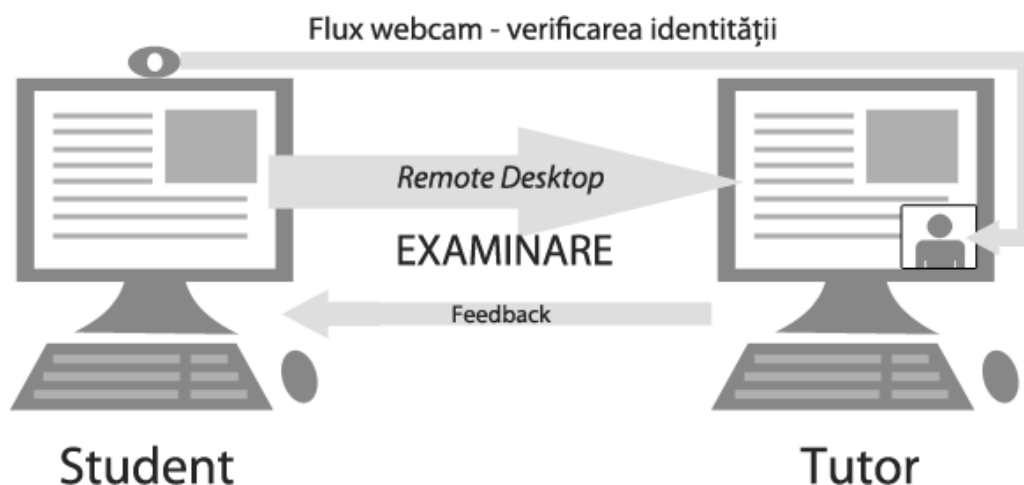 Flux webcam - verificarea identității
Remote Desktop
EXAMINARE
Feedback
Student
Tutor